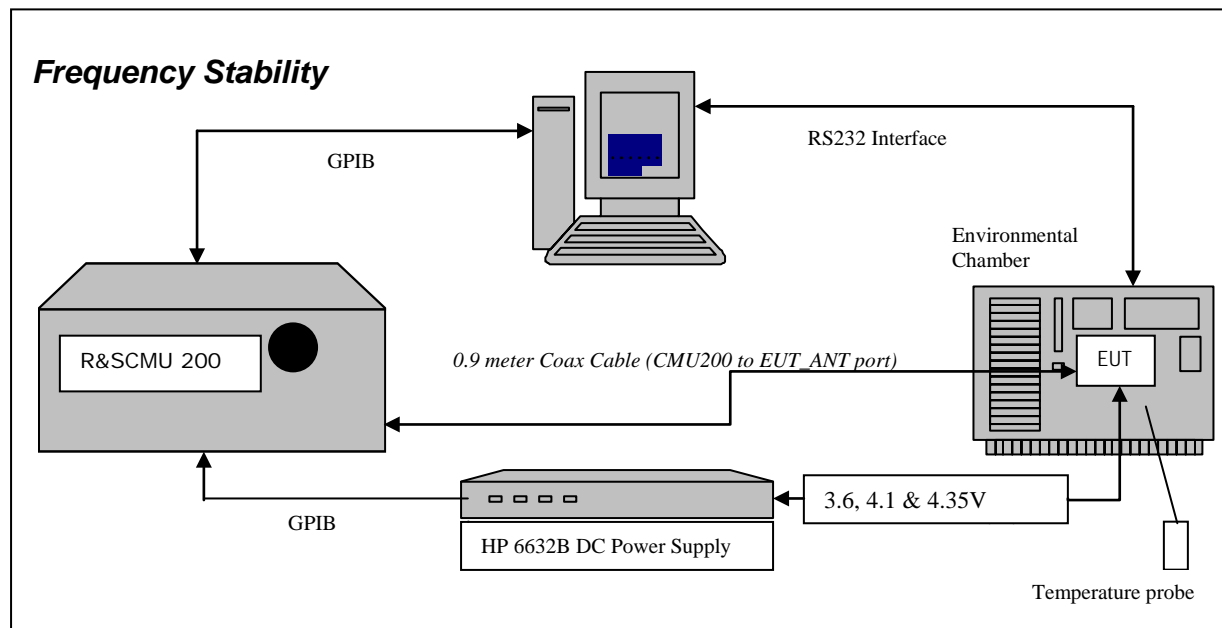 Frequency Stability
GPIB
RS232 Interface
Environmental
Chamber
R&SCMU 200
0.9 meter Coax Cable (CMU200 to EUT_ANT port)
EUT
3.6, 4.1 & 4.35V
GPIB
HP 6632B DC Power Supply
Temperature probe